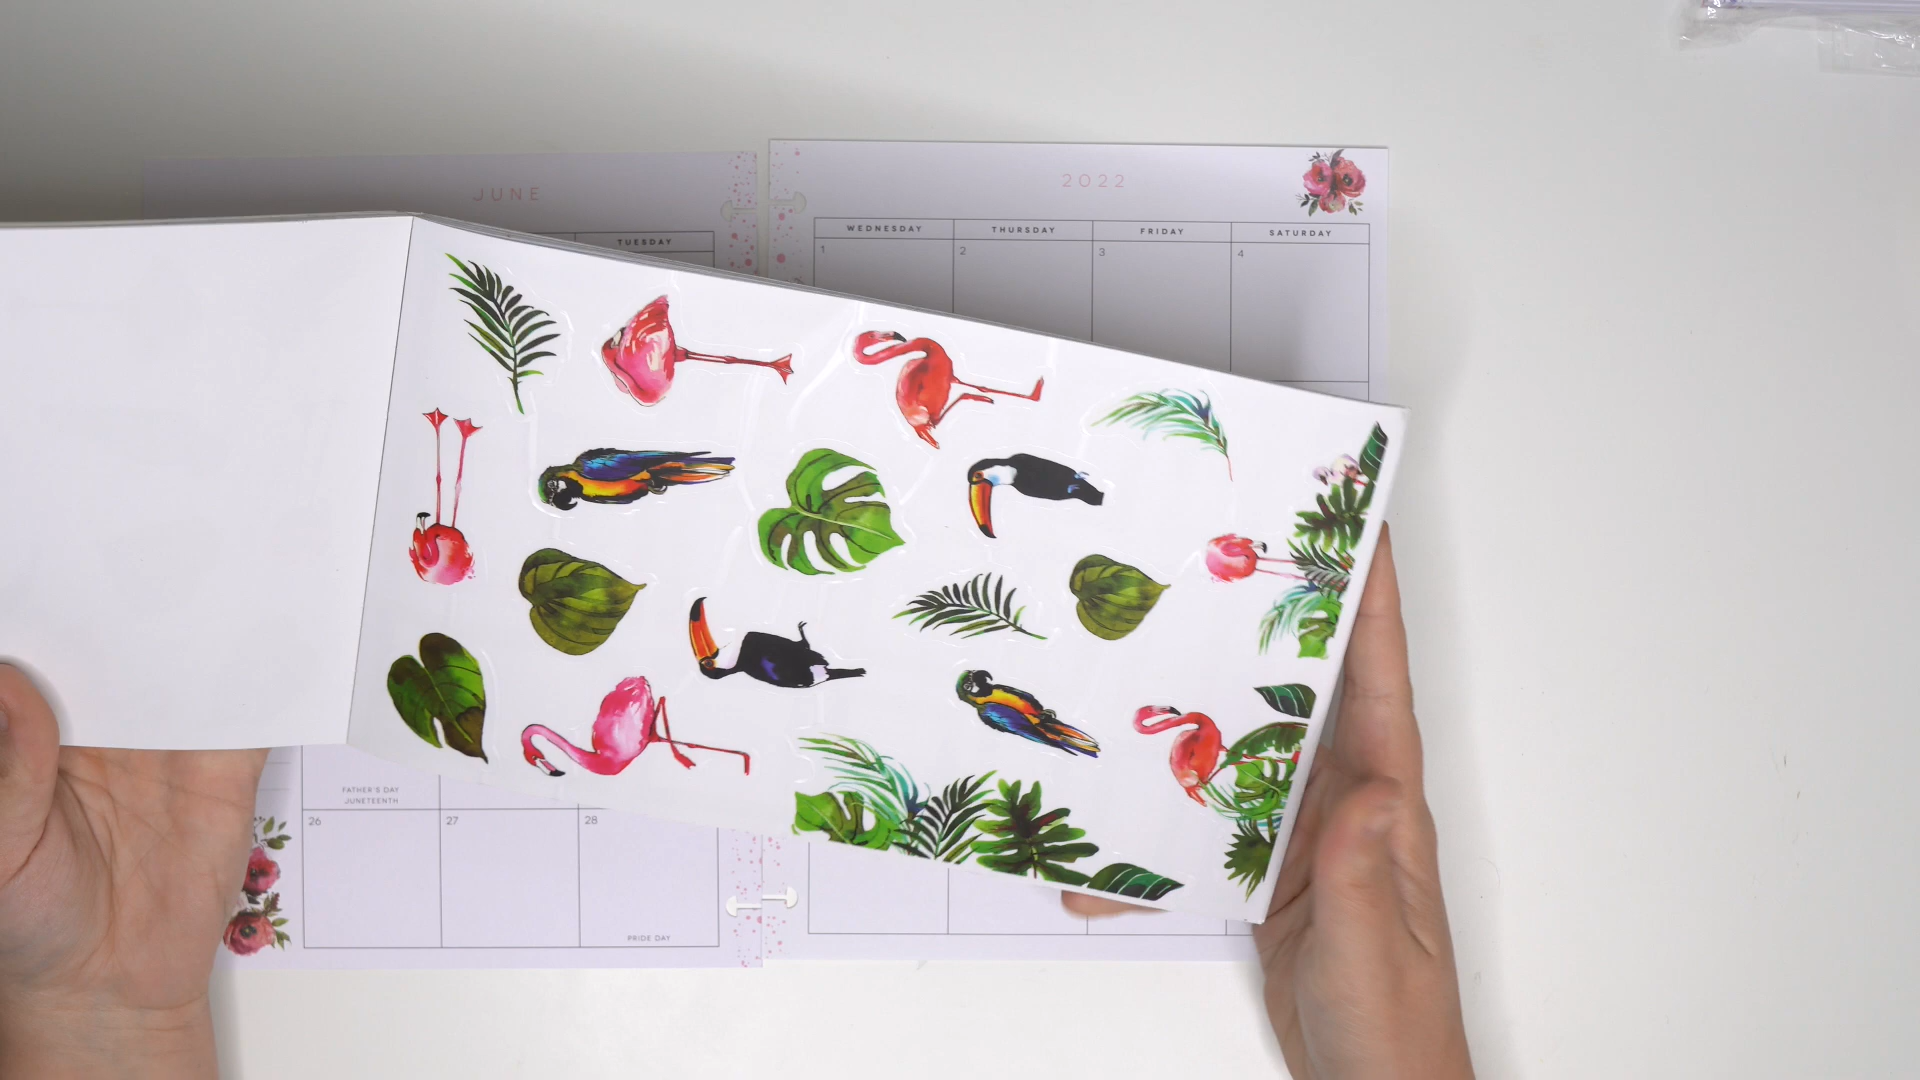 JUNE
TUESDAY
FATHER'S DAY
JUNETEENTH
26
27
28
PRIDE DAY
2022
WEDNESDAY
THURSDAY
FRIDAY
SATURDAY
1
2
3
4